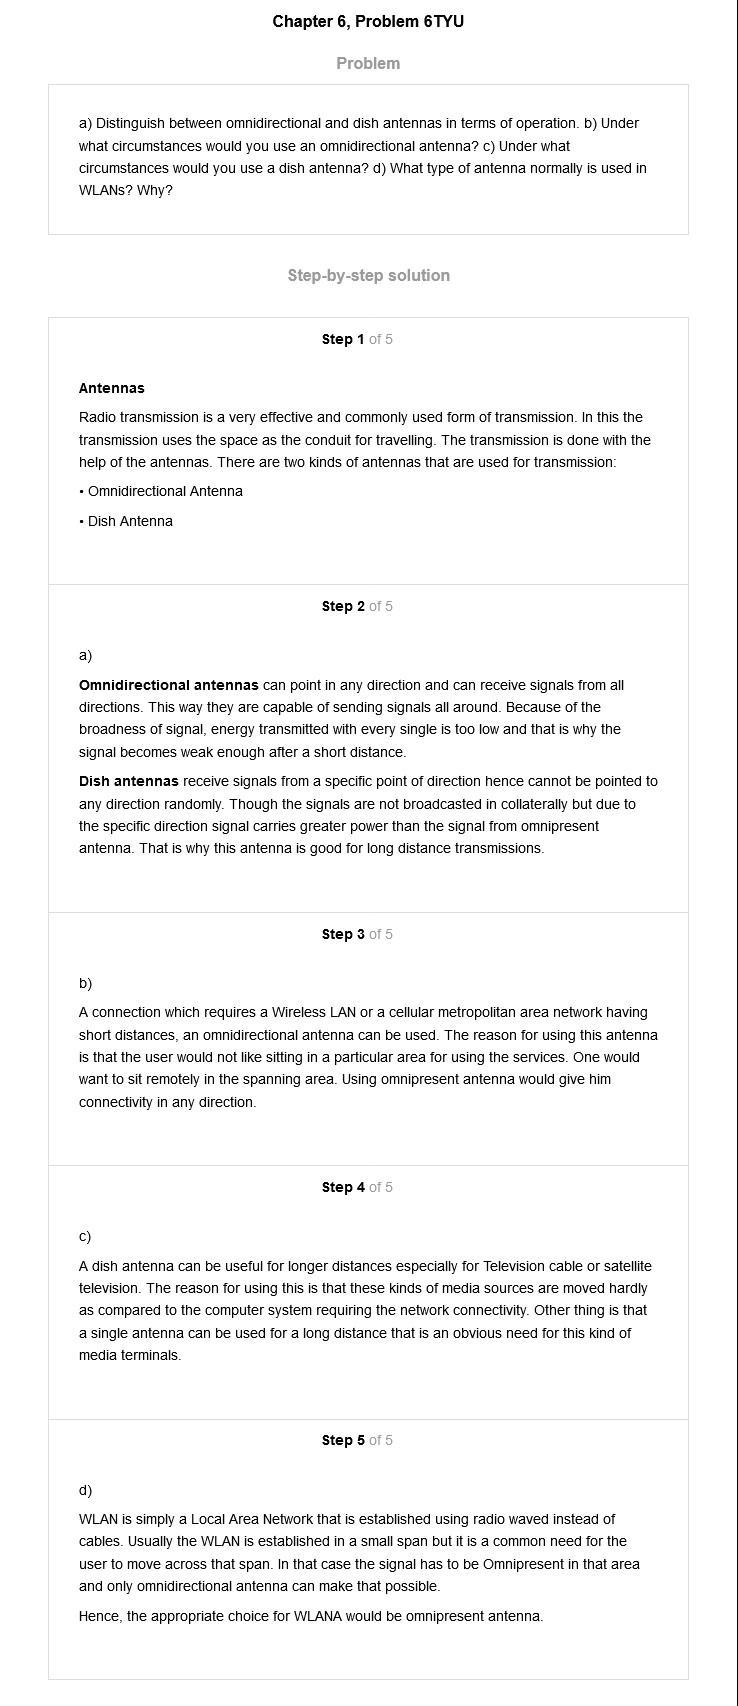 Chapter 6, Problem 6TYU
Problem
a) Distinguish between omnidirectional and dish antennas in terms of operation. b) Under
what circumstances would you use an omnidirectional antenna? c) Under what
circumstances would you use a dish antenna? d) What type of antenna normally is used in
WLANs? Why?
Step-by-step solution
Step 1 of 5
Antennas
Radio transmission is a very effective and commonly used form of transmission. In this the
transmission uses the space as the conduit for travelling. The transmission is done with the
help of the antennas. There are two kinds of antennas that are used for transmission:
• Omnidirectional Antenna
• Dish Antenna
Step 2 of 5
a)
Omnidirectional antennas can point in any direction and can receive signals from all
directions. This way they are capable of sending signals all around. Because of the
broadness of signal, energy transmitted with every single is too low and that is why the
signal becomes weak enough after a short distance.
Dish antennas receive signals from a specific point of direction hence cannot be pointed to
any direction randomly. Though the signals are not broadcasted in collaterally but due to
the specific direction signal carries greater power than the signal from omnipresent
antenna. That is why this antenna is good for long distance transmissions.
Step 3 of 5
b)
A connection which requires a Wireless LAN or a cellular metropolitan area network having
short distances, an omnidirectional antenna can be used. The reason for using this antenna
is that the user would not like sitting in a particular area for using the services. One would
want to sit remotely in the spanning area. Using omnipresent antenna would give him
connectivity in any direction.
Step 4 of 5
c)
A dish antenna can be useful for longer distances especially for Television cable or satellite
television. The reason for using this is that these kinds of media sources are moved hardly
as compared to the computer system requiring the network connectivity. Other thing is that
a single antenna can be used for a long distance that is an obvious need for this kind of
media terminals.
Step 5 of 5
d)
WLAN is simply a Local Area Network that is established using radio waved instead of
cables. Usually the WLAN is established in a small span but it is a common need for the
user to move across that span. In that case the signal has to be Omnipresent in that area
and only omnidirectional antenna can make that possible.
Hence, the appropriate choice for WLANA would be omnipresent antenna.